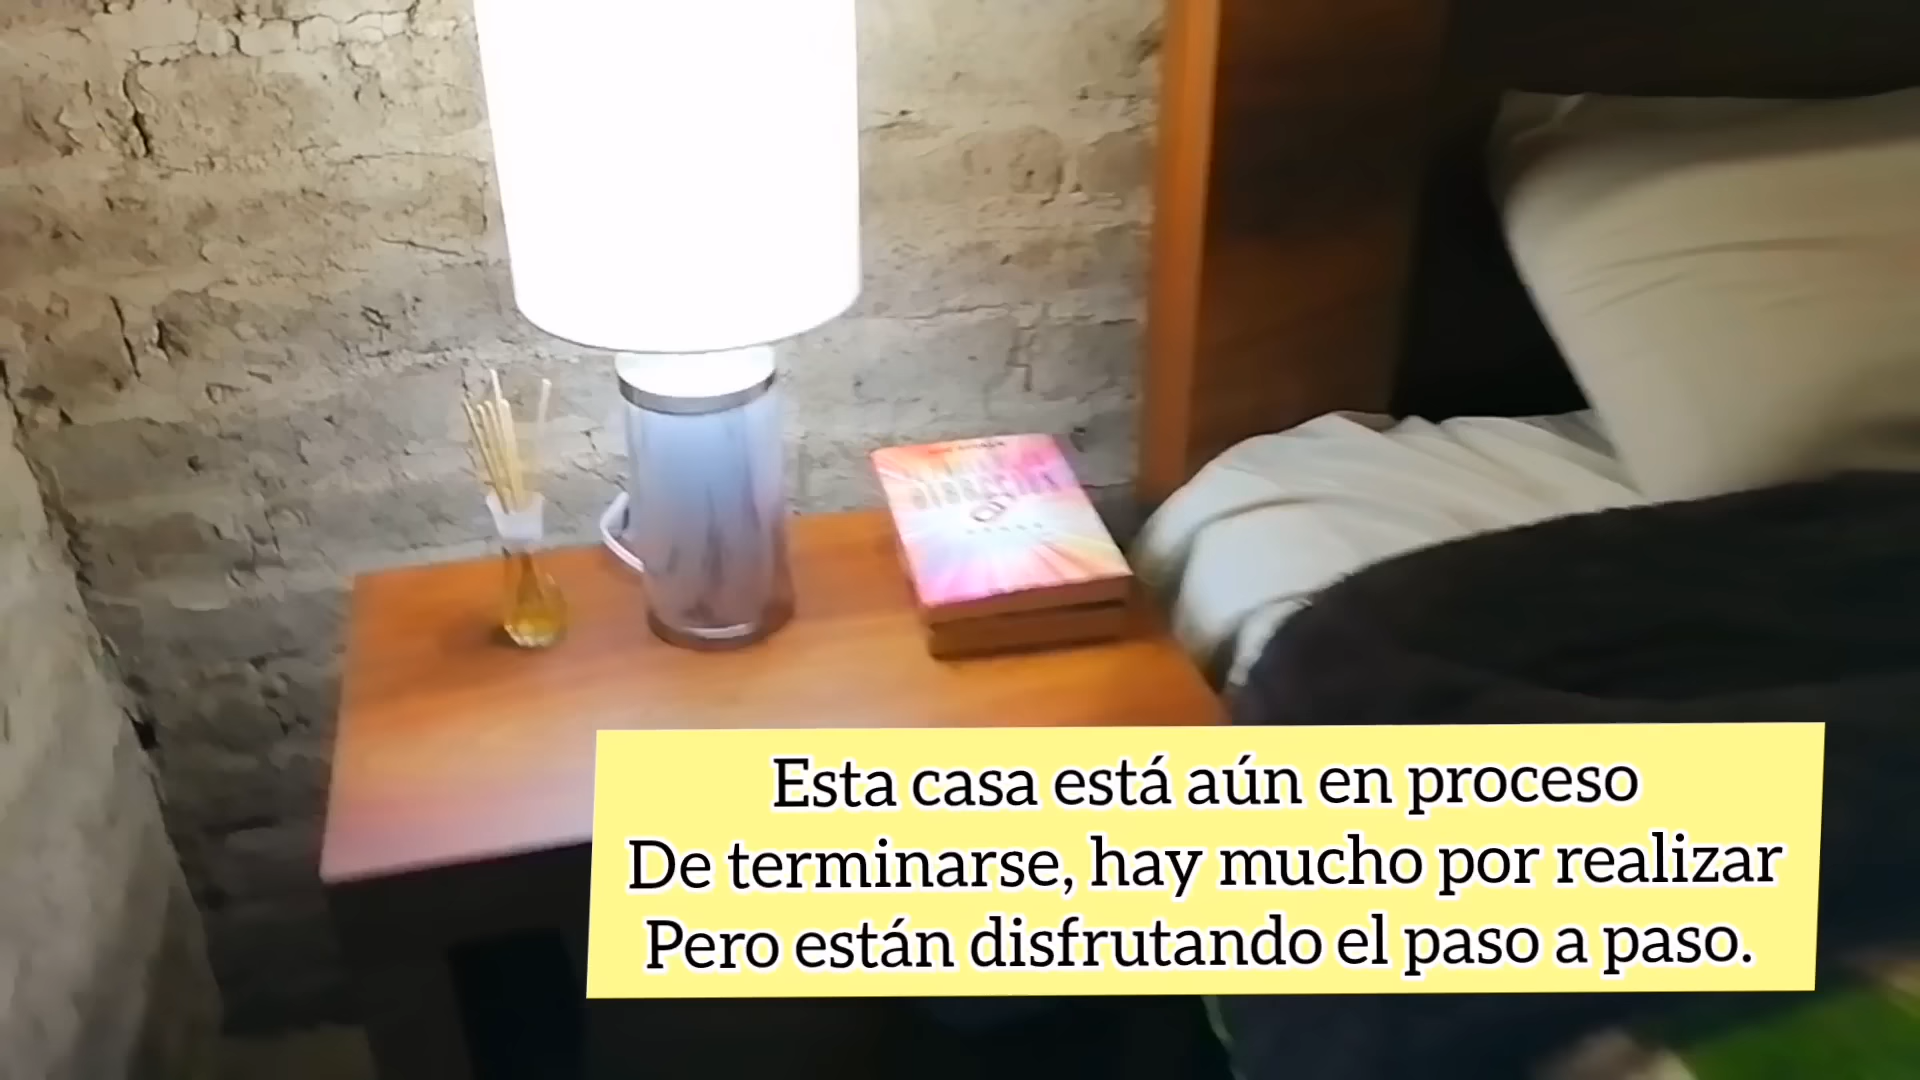 Esta casa está aún en proceso
De terminarse, hay mucho por realizar
Pero están disfrutando el paso a paso.